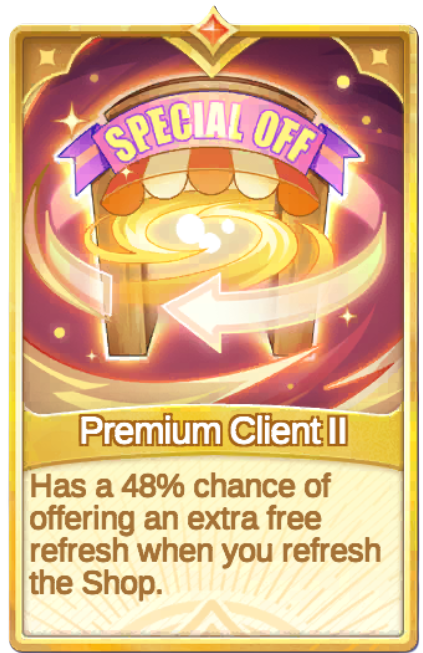 SPECIAL OFF
Premium Client II
Has a 48% chance of
offering an extra free
refresh when you refresh
the Shop.